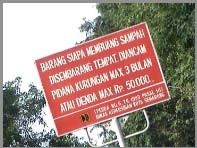 BARANG SIAPA MEMBUANG SAMPAH
DISEMBARANG TEMPAT DIANCAM
PIDANA KURUNGAN MAX 3 BULAN
ATAU DENDA MAX RP 50.000...